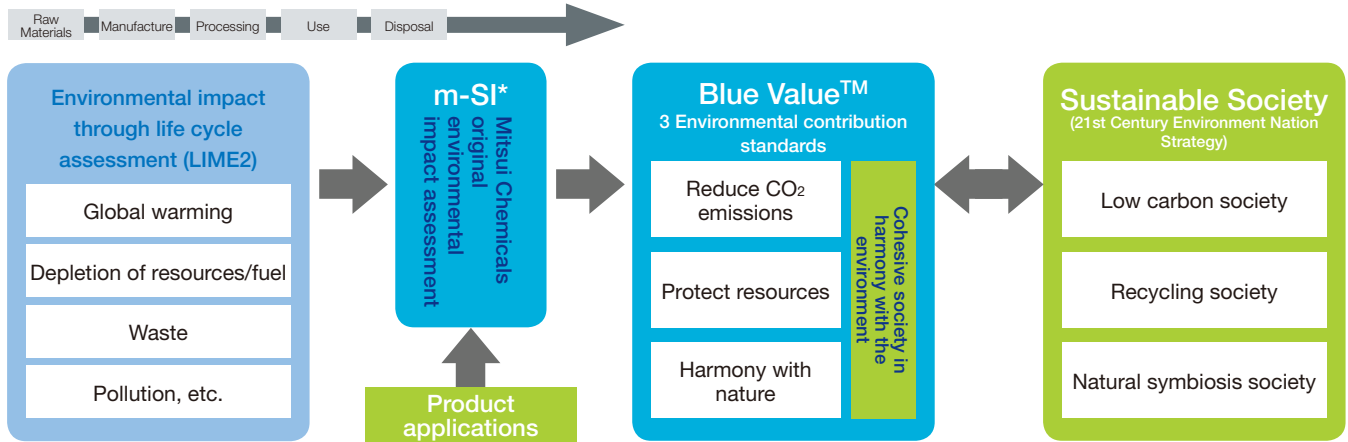 Raw
Materials
Manufacture
Processing
Use
Disposal
Environmental impact
through life cycle
assessment (LIME2)
Global warming
Depletion of resources/fuel
Waste
Pollution, etc.
m-SI*
Mitsui Chemicals
original
environmental
impact assessment
Product
applications
Blue Value™
3 Environmental contribution
standards
Reduce CO₂
emissions
Protect resources
Harmony with
nature
Cohesive society in
harmony with the
environment
Sustainable Society
(21st Century Environment Nation
Strategy)
Low carbon society
Recycling society
Natural symbiosis society